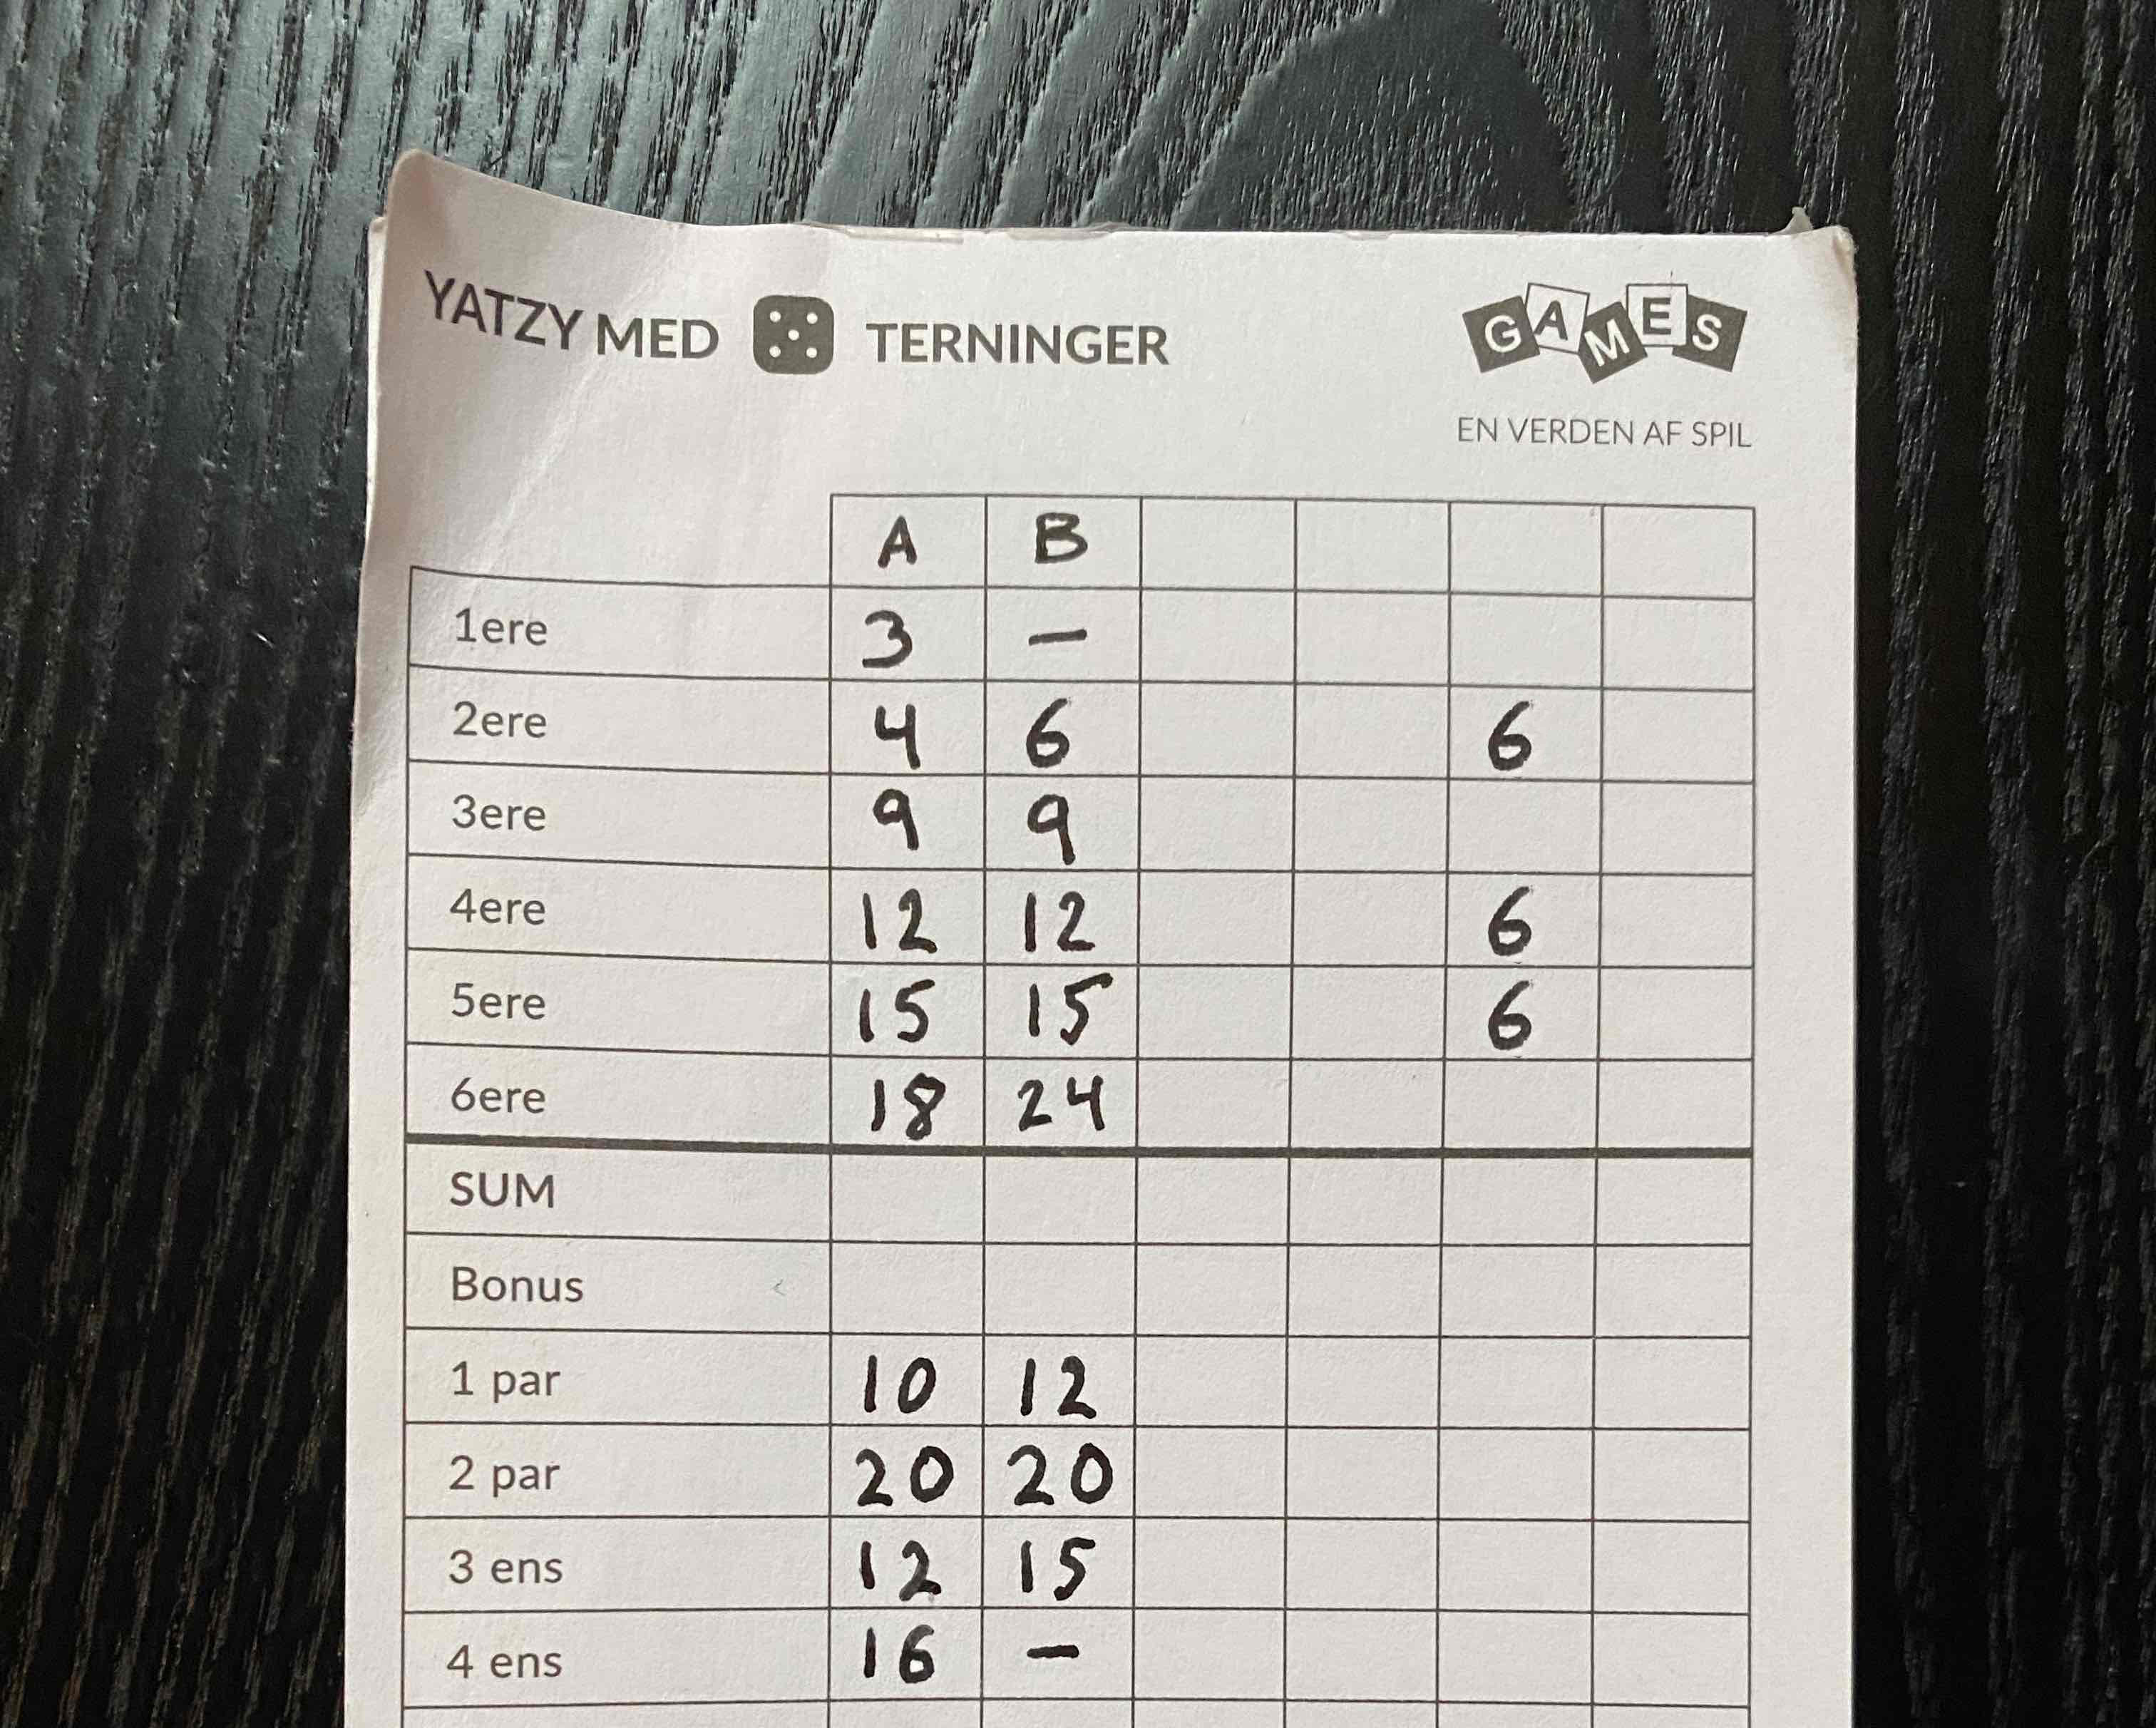 YATZY MED TERNINGER
GAMES
EN VERDEN AF SPIL
A B
1ere 3 –
2ere 4 6 6
3ere 9 9
4ere 12 12 6
5ere 15 15 6
6ere 18 24
SUM
Bonus
1 par 10 12
2 par 20 20
3 ens 12 15
4 ens 16 –